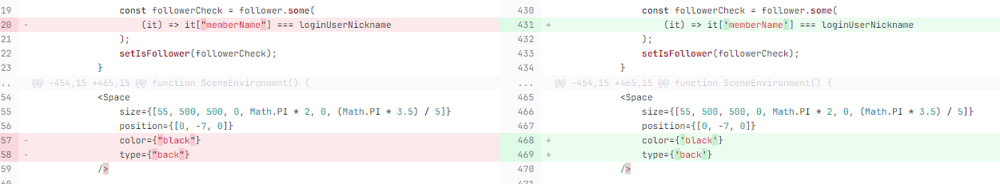 19 const followerCheck = follower.some(
20 - (it) => it["memberName"] === loginUserNickname
21 );
22 setIsFollower(followerCheck);
23 }
.. @@ -454,15 +465,15 @@ function SceneEnvironment() {
54 <Space
55 size={[55, 500, 500, 0, Math.PI * 2, 0, (Math.PI * 3.5) / 5]}
56 position={[0, -7, 0]}
57 - color={"black"}
58 - type={"back"}
59 />
430 const followerCheck = follower.some(
431 + (it) => it['memberName'] === loginUserNickname
432 );
433 setIsFollower(followerCheck);
434 }
... @@ -454,15 +465,15 @@ function SceneEnvironment() {
465 <Space
466 size={[55, 500, 500, 0, Math.PI * 2, 0, (Math.PI * 3.5) / 5]}
467 position={[0, -7, 0]}
468 + color={'black'}
469 + type={'back'}
470 />